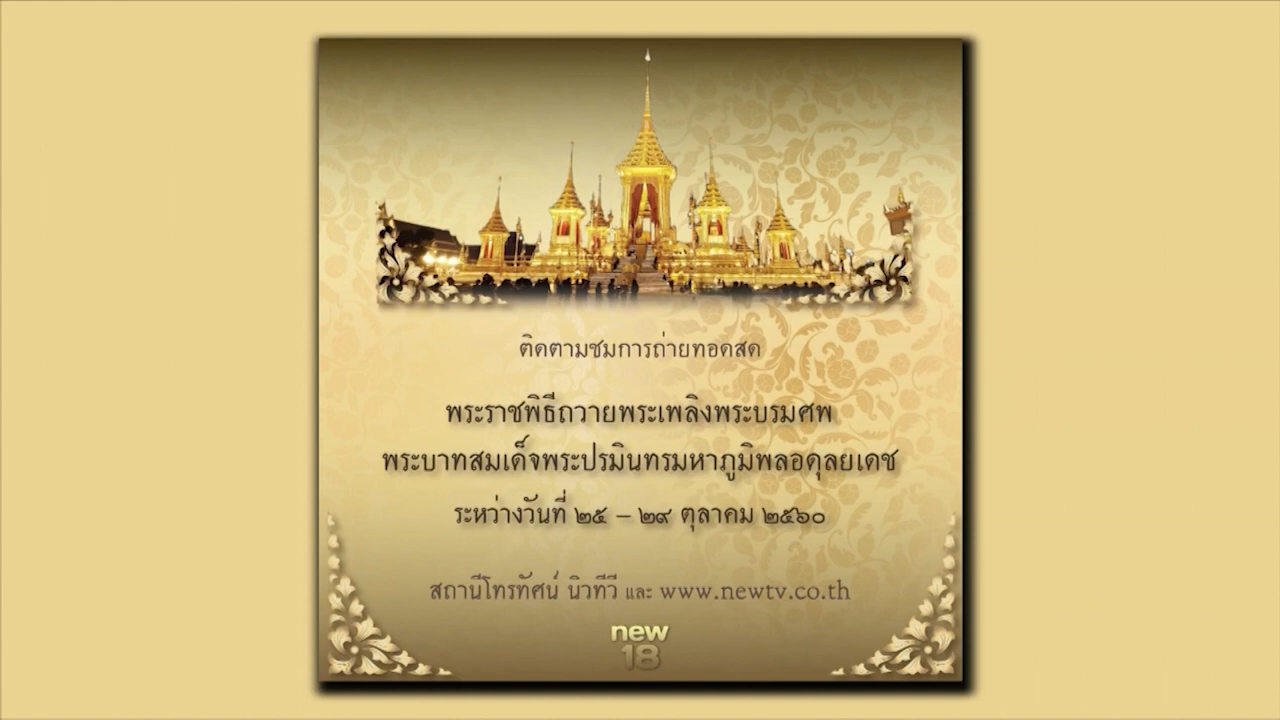 ติดตามชมการถ่ายทอดสด
พระราชพิธีถวายพระเพลิงพระบรมศพ
พระบาทสมเด็จพระปรมินทรมหาภูมิพลอดุลยเดช
ระหว่างวันที่ ๒๕ – ๒๙ ตุลาคม ๒๕๖๐
สถานีโทรทัศน์ นิวทีวี และ www.newtv.co.th
new
18